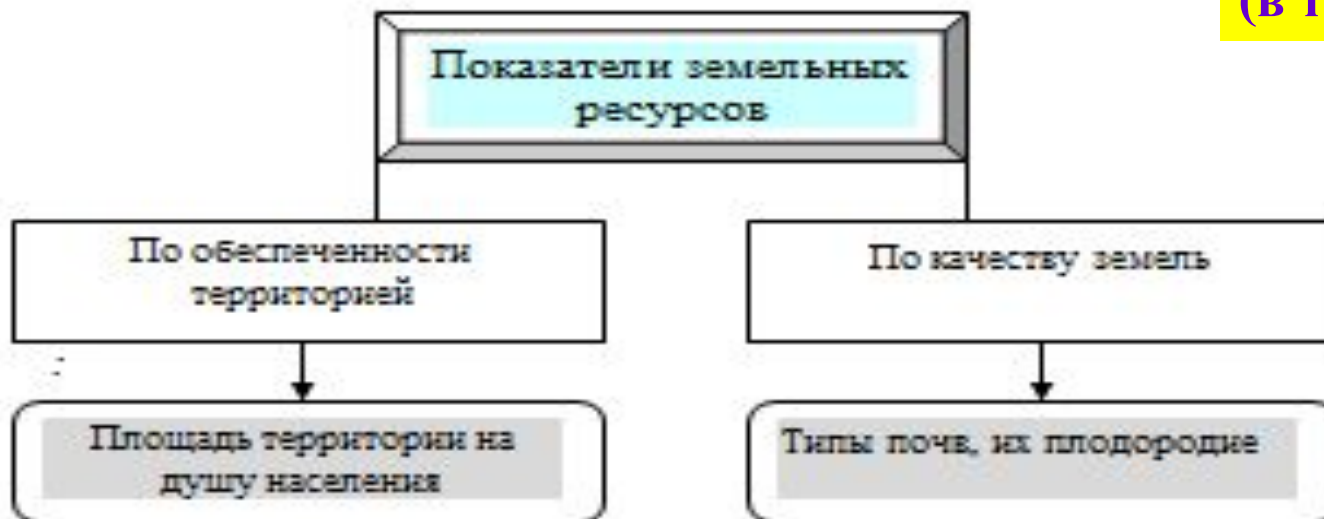 (в т
Показатели земельных
ресурсов
По обеспеченности
территорией
По качеству земель
:
Площадь территории на
душу населения
Типы почв, их плодородие